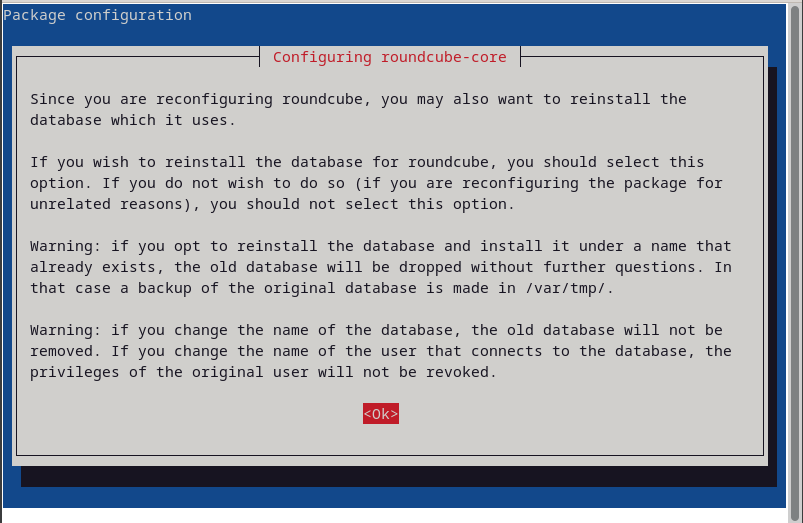 Package configuration
Configuring roundcube-core
Since you are reconfiguring roundcube, you may also want to reinstall the
database which it uses.
If you wish to reinstall the database for roundcube, you should select this
option. If you do not wish to do so (if you are reconfiguring the package for
unrelated reasons), you should not select this option.
Warning: if you opt to reinstall the database and install it under a name that
already exists, the old database will be dropped without further questions. In
that case a backup of the original database is made in /var/tmp/.
Warning: if you change the name of the database, the old database will not be
removed. If you change the name of the user that connects to the database, the
privileges of the original user will not be revoked.
<Ok>